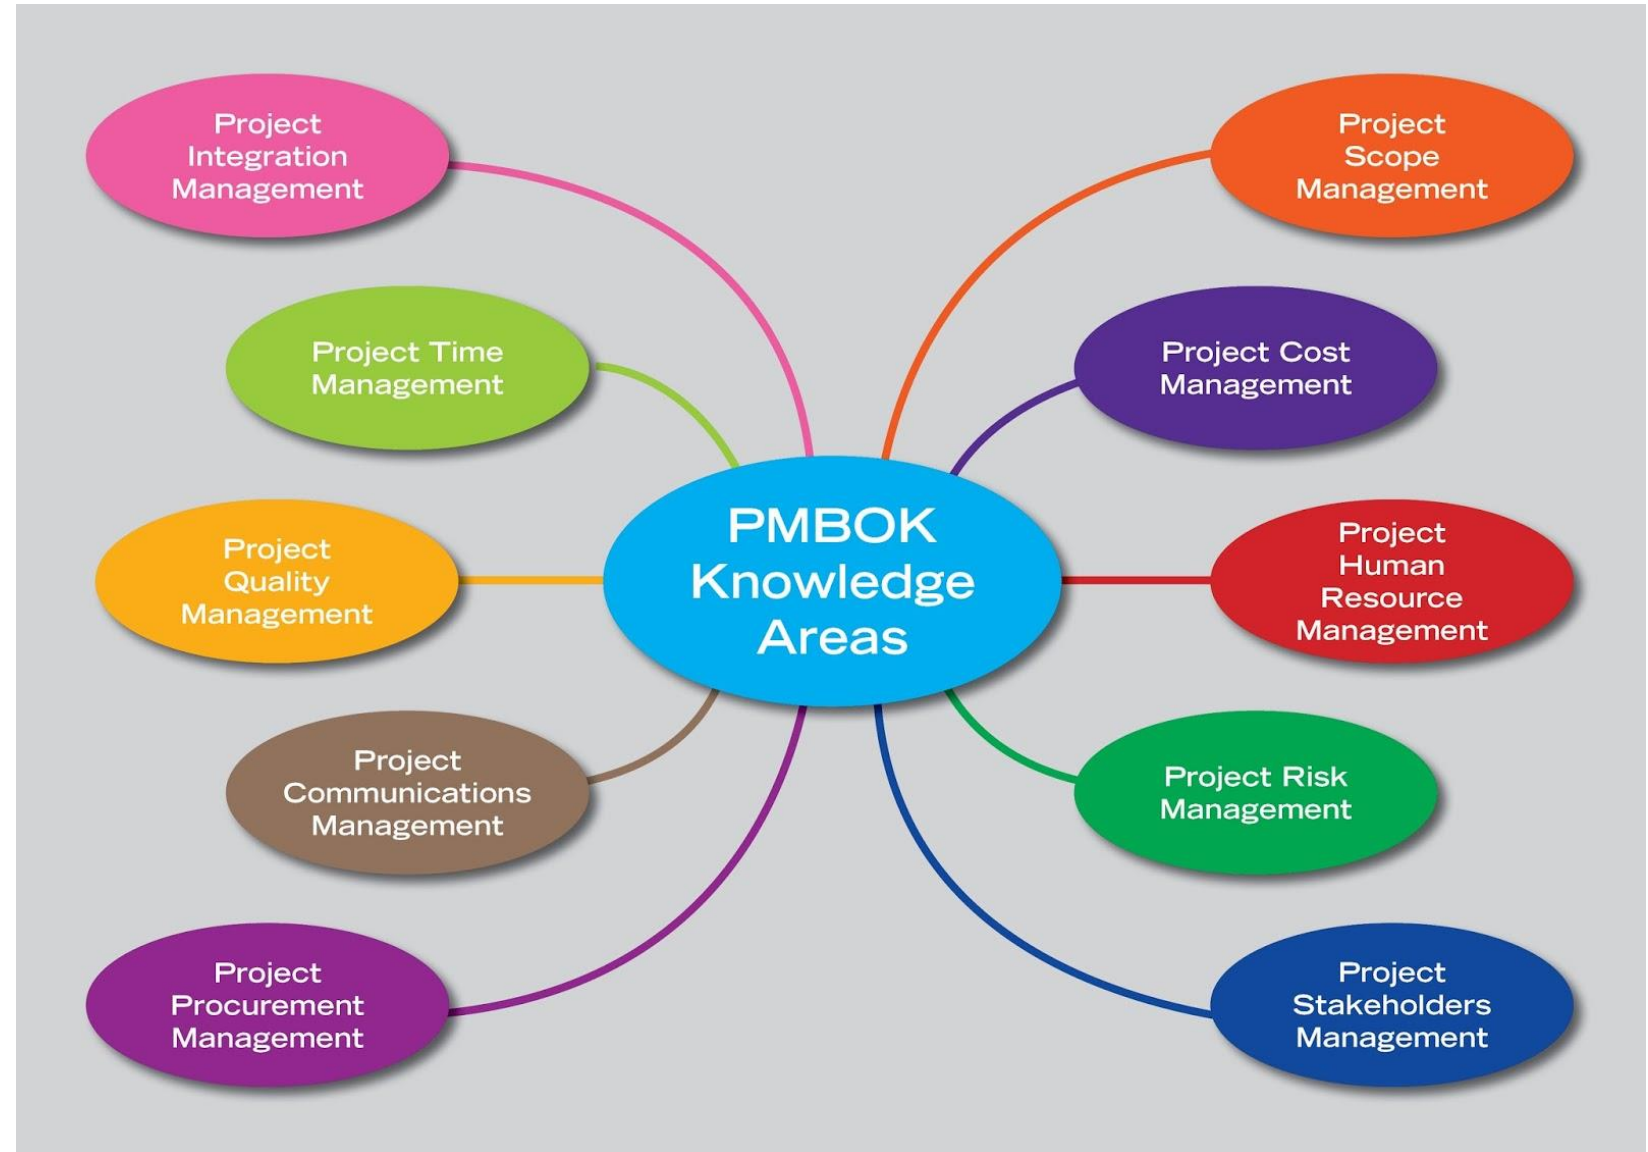 Project
Integration
Management
Project
Scope
Management
Project Time
Management
Project Cost
Management
PMBOK
Knowledge
Areas
Project
Quality
Management
Project
Human
Resource
Management
Project
Communications
Management
Project Risk
Management
Project
Procurement
Management
Project
Stakeholders
Management